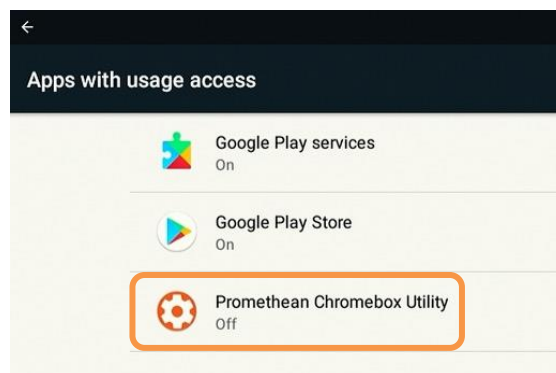 Apps with usage access
Google Play services
On
Google Play Store
On
Promethean Chromebox Utility
Off